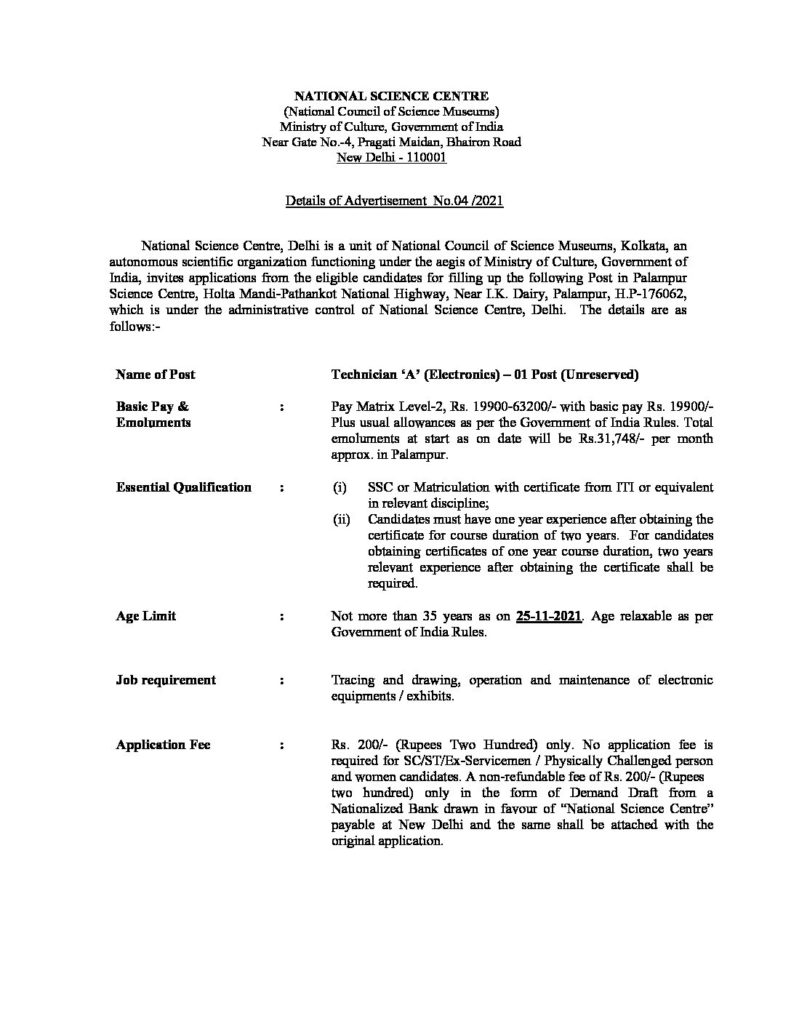 NATIONAL SCIENCE CENTRE
(National Council of Science Museums)
Ministry of Culture, Government of India
Near Gate No.-4, Pragati Maidan, Bhairon Road
New Delhi - 110001
Details of Advertisement No.04 /2021
National Science Centre, Delhi is a unit of National Council of Science Museums, Kolkata, an
autonomous scientific organization functioning under the aegis of Ministry of Culture, Government of
India, invites applications from the eligible candidates for filling up the following Post in Palampur
Science Centre, Holta Mandi-Pathankot National Highway, Near I.K. Dairy, Palampur, H.P-176062,
which is under the administrative control of National Science Centre, Delhi. The details are as
follows:-
Name of Post Technician ‘A’ (Electronics) – 01 Post (Unreserved)
Basic Pay & : Pay Matrix Level-2, Rs. 19900-63200/- with basic pay Rs. 19900/-
Emoluments Plus usual allowances as per the Government of India Rules. Total
emoluments at start as on date will be Rs.31,748/- per month
approx. in Palampur.
Essential Qualification : (i) SSC or Matriculation with certificate from ITI or equivalent
in relevant discipline;
(ii) Candidates must have one year experience after obtaining the
certificate for course duration of two years. For candidates
obtaining certificates of one year course duration, two years
relevant experience after obtaining the certificate shall be
required.
Age Limit : Not more than 35 years as on 25-11-2021. Age relaxable as per
Government of India Rules.
Job requirement : Tracing and drawing, operation and maintenance of electronic
equipments / exhibits.
Application Fee : Rs. 200/- (Rupees Two Hundred) only. No application fee is
required for SC/ST/Ex-Servicemen / Physically Challenged person
and women candidates. A non-refundable fee of Rs. 200/- (Rupees
two hundred) only in the form of Demand Draft from a
Nationalized Bank drawn in favour of “National Science Centre”
payable at New Delhi and the same shall be attached with the
original application.